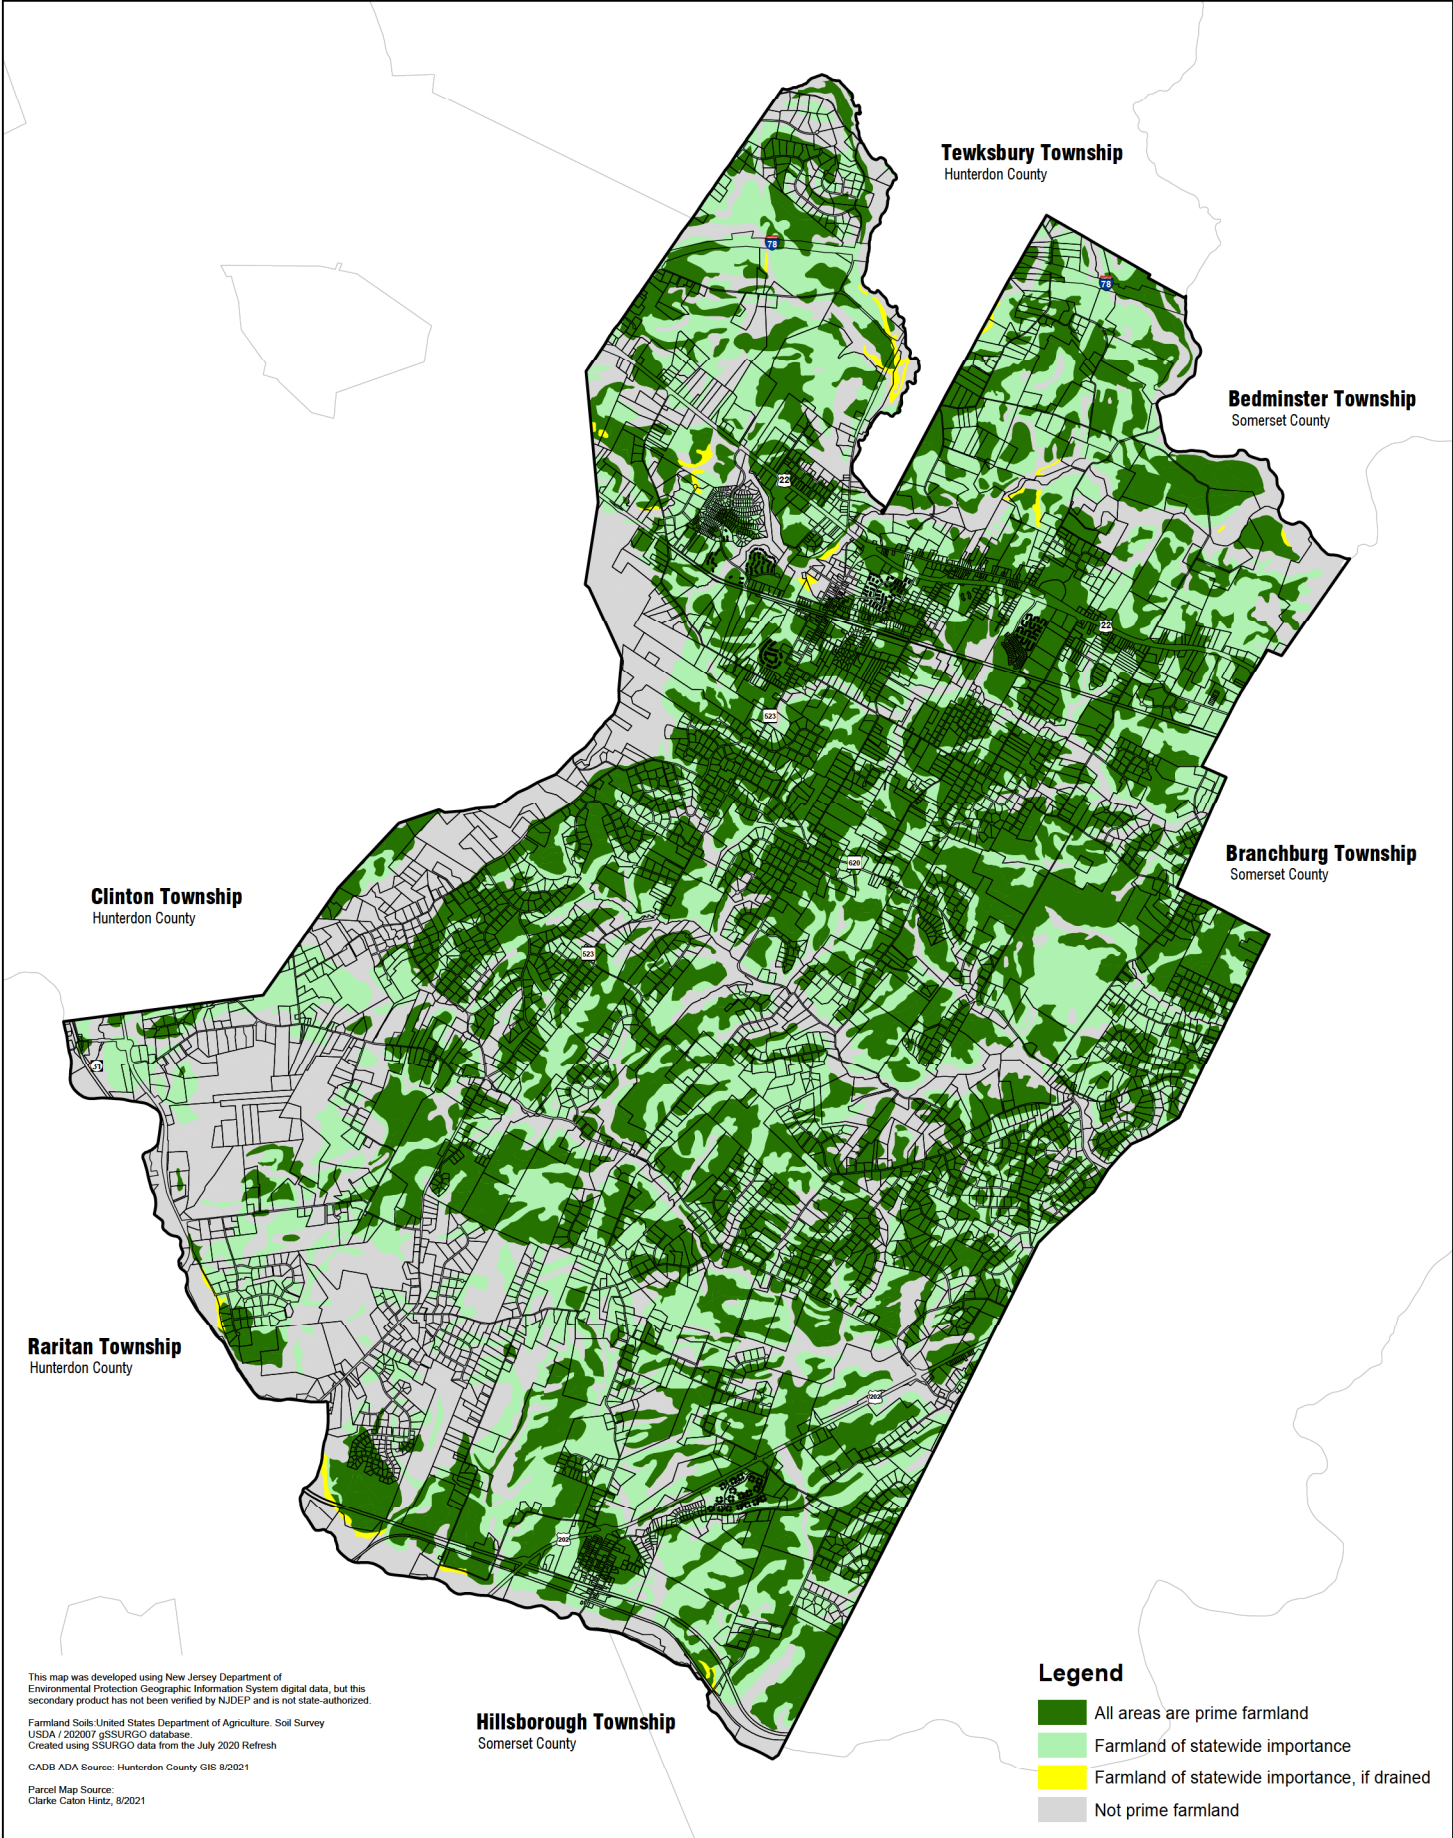 Tewksbury Township
Hunterdon County
78
78
Bedminster Township
Somerset County
22
22
523
Branchburg Township
Somerset County
620
Clinton Township
Hunterdon County
523
31
Raritan Township
Hunterdon County
202
202
This map was developed using New Jersey Department of
Environmental Protection Geographic Information System digital data, but this
secondary product has not been verified by NJDEP and is not state-authorized.
Farmland Soils:United States Department of Agriculture. Soil Survey
USDA / 202007 gSSURGO database.
Created using SSURGO data from the July 2020 Refresh
CADB ADA Source: Hunterdon County GIS 8/2021
Parcel Map Source:
Clarke Caton Hintz, 8/2021
Hillsborough Township
Somerset County
Legend
All areas are prime farmland
Farmland of statewide importance
Farmland of statewide importance, if drained
Not prime farmland